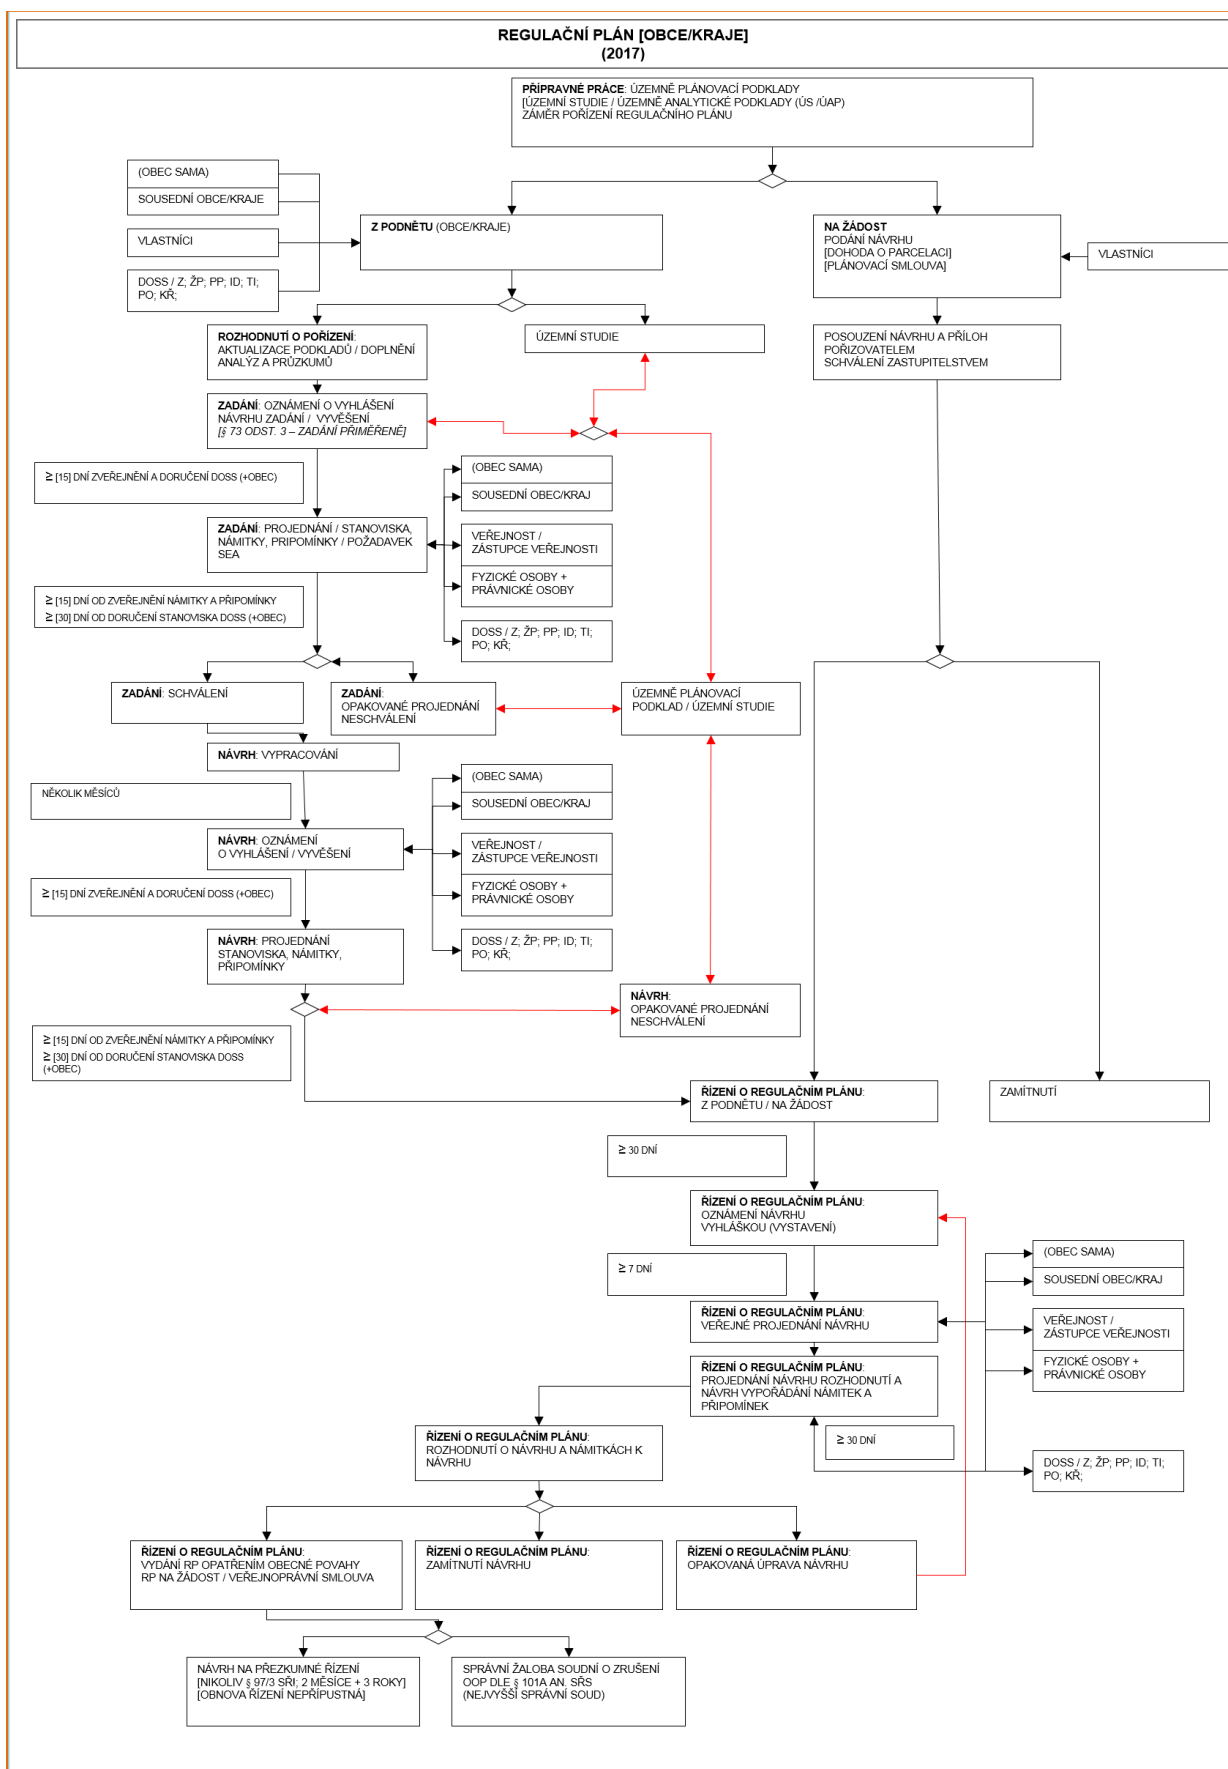 REGULAČNÍ PLÁN [OBCE/KRAJE]
(2017)
PŘÍPRAVNÉ PRÁCE: ÚZEMNĚ PLÁNOVACÍ PODKLADY
[ÚZEMNÍ STUDIE / ÚZEMNĚ ANALYTICKÉ PODKLADY (ÚS /ÚAP)
ZÁMĚR POŘÍZENÍ REGULAČNÍHO PLÁNU
(OBEC SAMA)
SOUSEDNÍ OBCE/KRAJE
VLASTNÍCI
DOSS / Z; ŽP; PP; ID; TI;
PO; KŘ;
Z PODNĚTU (OBCE/KRAJE)
NA ŽÁDOST
PODÁNÍ NÁVRHU
[DOHODA O PARCELACI]
[PLÁNOVACÍ SMLOUVA]
VLASTNÍCI
ROZHODNUTÍ O POŘÍZENÍ:
AKTUALIZACE PODKLADŮ / DOPLNĚNÍ
ANALÝZ A PRŮZKUMŮ
ÚZEMNÍ STUDIE
POSOUZENÍ NÁVRHU A PŘÍLOH
POŘIZOVATELEM
SCHVÁLENÍ ZASTUPITELSTVEM
ZADÁNÍ: OZNÁMENÍ O VYHLÁŠENÍ
NÁVRHU ZADÁNÍ / VYVĚŠENÍ
[§ 73 ODST. 3 – ZADÁNÍ PŘIMĚŘENĚ]
≥ [15] DNÍ ZVEŘEJNĚNÍ A DORUČENÍ DOSS (+OBEC)
(OBEC SAMA)
SOUSEDNÍ OBEC/KRAJ
ZADÁNÍ: PROJEDNÁNÍ / STANOVISKA,
NÁMITKY, PRIPOMÍNKY / POŽADAVEK
SEA
VEŘEJNOST /
ZÁSTUPCE VEŘEJNOSTI
FYZICKÉ OSOBY +
PRÁVNICKÉ OSOBY
≥ [15] DNÍ OD ZVEŘEJNĚNÍ NÁMITKY A PŘIPOMÍNKY
≥ [30] DNÍ OD DORUČENÍ STANOVISKA DOSS (+OBEC)
DOSS / Z; ŽP; PP; ID; TI;
PO; KŘ;
ZADÁNÍ: SCHVÁLENÍ
ZADÁNÍ:
OPAKOVANÉ PROJEDNÁNÍ
NESCHVÁLENÍ
ÚZEMNĚ PLÁNOVACÍ
PODKLAD / ÚZEMNÍ STUDIE
NÁVRH: VYPRACOVÁNÍ
NĚKOLIK MĚSÍCŮ
(OBEC SAMA)
SOUSEDNÍ OBEC/KRAJ
NÁVRH: OZNÁMENÍ
O VYHLÁŠENÍ / VYVĚŠENÍ
VEŘEJNOST /
ZÁSTUPCE VEŘEJNOSTI
FYZICKÉ OSOBY +
PRÁVNICKÉ OSOBY
≥ [15] DNÍ ZVEŘEJNĚNÍ A DORUČENÍ DOSS (+OBEC)
NÁVRH: PROJEDNÁNÍ
STANOVISKA, NÁMITKY,
PŘIPOMÍNKY
DOSS / Z; ŽP; PP; ID; TI;
PO; KŘ;
NÁVRH:
OPAKOVANÉ PROJEDNÁNÍ
NESCHVÁLENÍ
≥ [15] DNÍ OD ZVEŘEJNĚNÍ NÁMITKY A PŘIPOMÍNKY
≥ [30] DNÍ OD DORUČENÍ STANOVISKA DOSS
(+OBEC)
ŘÍZENÍ O REGULAČNÍM PLÁNU:
Z PODNĚTU / NA ŽÁDOST
ZAMÍTNUTÍ
≥ 30 DNÍ
ŘÍZENÍ O REGULAČNÍM PLÁNU:
OZNÁMENÍ NÁVRHU
VYHLÁŠKOU (VYSTAVENÍ)
≥ 7 DNÍ
(OBEC SAMA)
SOUSEDNÍ OBEC/KRAJ
ŘÍZENÍ O REGULAČNÍM PLÁNU:
VEŘEJNÉ PROJEDNÁNÍ NÁVRHU
VEŘEJNOST /
ZÁSTUPCE VEŘEJNOSTI
FYZICKÉ OSOBY +
PRÁVNICKÉ OSOBY
ŘÍZENÍ O REGULAČNÍM PLÁNU:
PROJEDNÁNÍ NÁVRHU ROZHODNUTÍ A
NÁVRH VYPOŘÁDÁNÍ NÁMITEK A
PŘIPOMÍNEK
≥ 30 DNÍ
DOSS / Z; ŽP; PP; ID; TI;
PO; KŘ;
ŘÍZENÍ O REGULAČNÍM PLÁNU:
ROZHODNUTÍ O NÁVRHU A NÁMITKÁCH K
NÁVRHU
ŘÍZENÍ O REGULAČNÍM PLÁNU:
VYDÁNÍ RP OPATŘENÍM OBECNÉ POVAHY
RP NA ŽÁDOST / VEŘEJNOPRÁVNÍ SMLOUVA
ŘÍZENÍ O REGULAČNÍM PLÁNU:
ZAMÍTNUTÍ NÁVRHU
ŘÍZENÍ O REGULAČNÍM PLÁNU:
OPAKOVANÁ ÚPRAVA NÁVRHU
NÁVRH NA PŘEZKUMNÉ ŘÍZENÍ
[NIKOLIV § 97/3 SŘI; 2 MĚSÍCE + 3 ROKY]
[OBNOVA ŘÍZENÍ NEPŘÍPUSTNÁ]
SPRÁVNÍ ŽALOBA SOUDNÍ O ZRUŠENÍ
OOP DLE § 101A AN. SŘS
(NEJVYŠŠÍ SPRÁVNÍ SOUD)